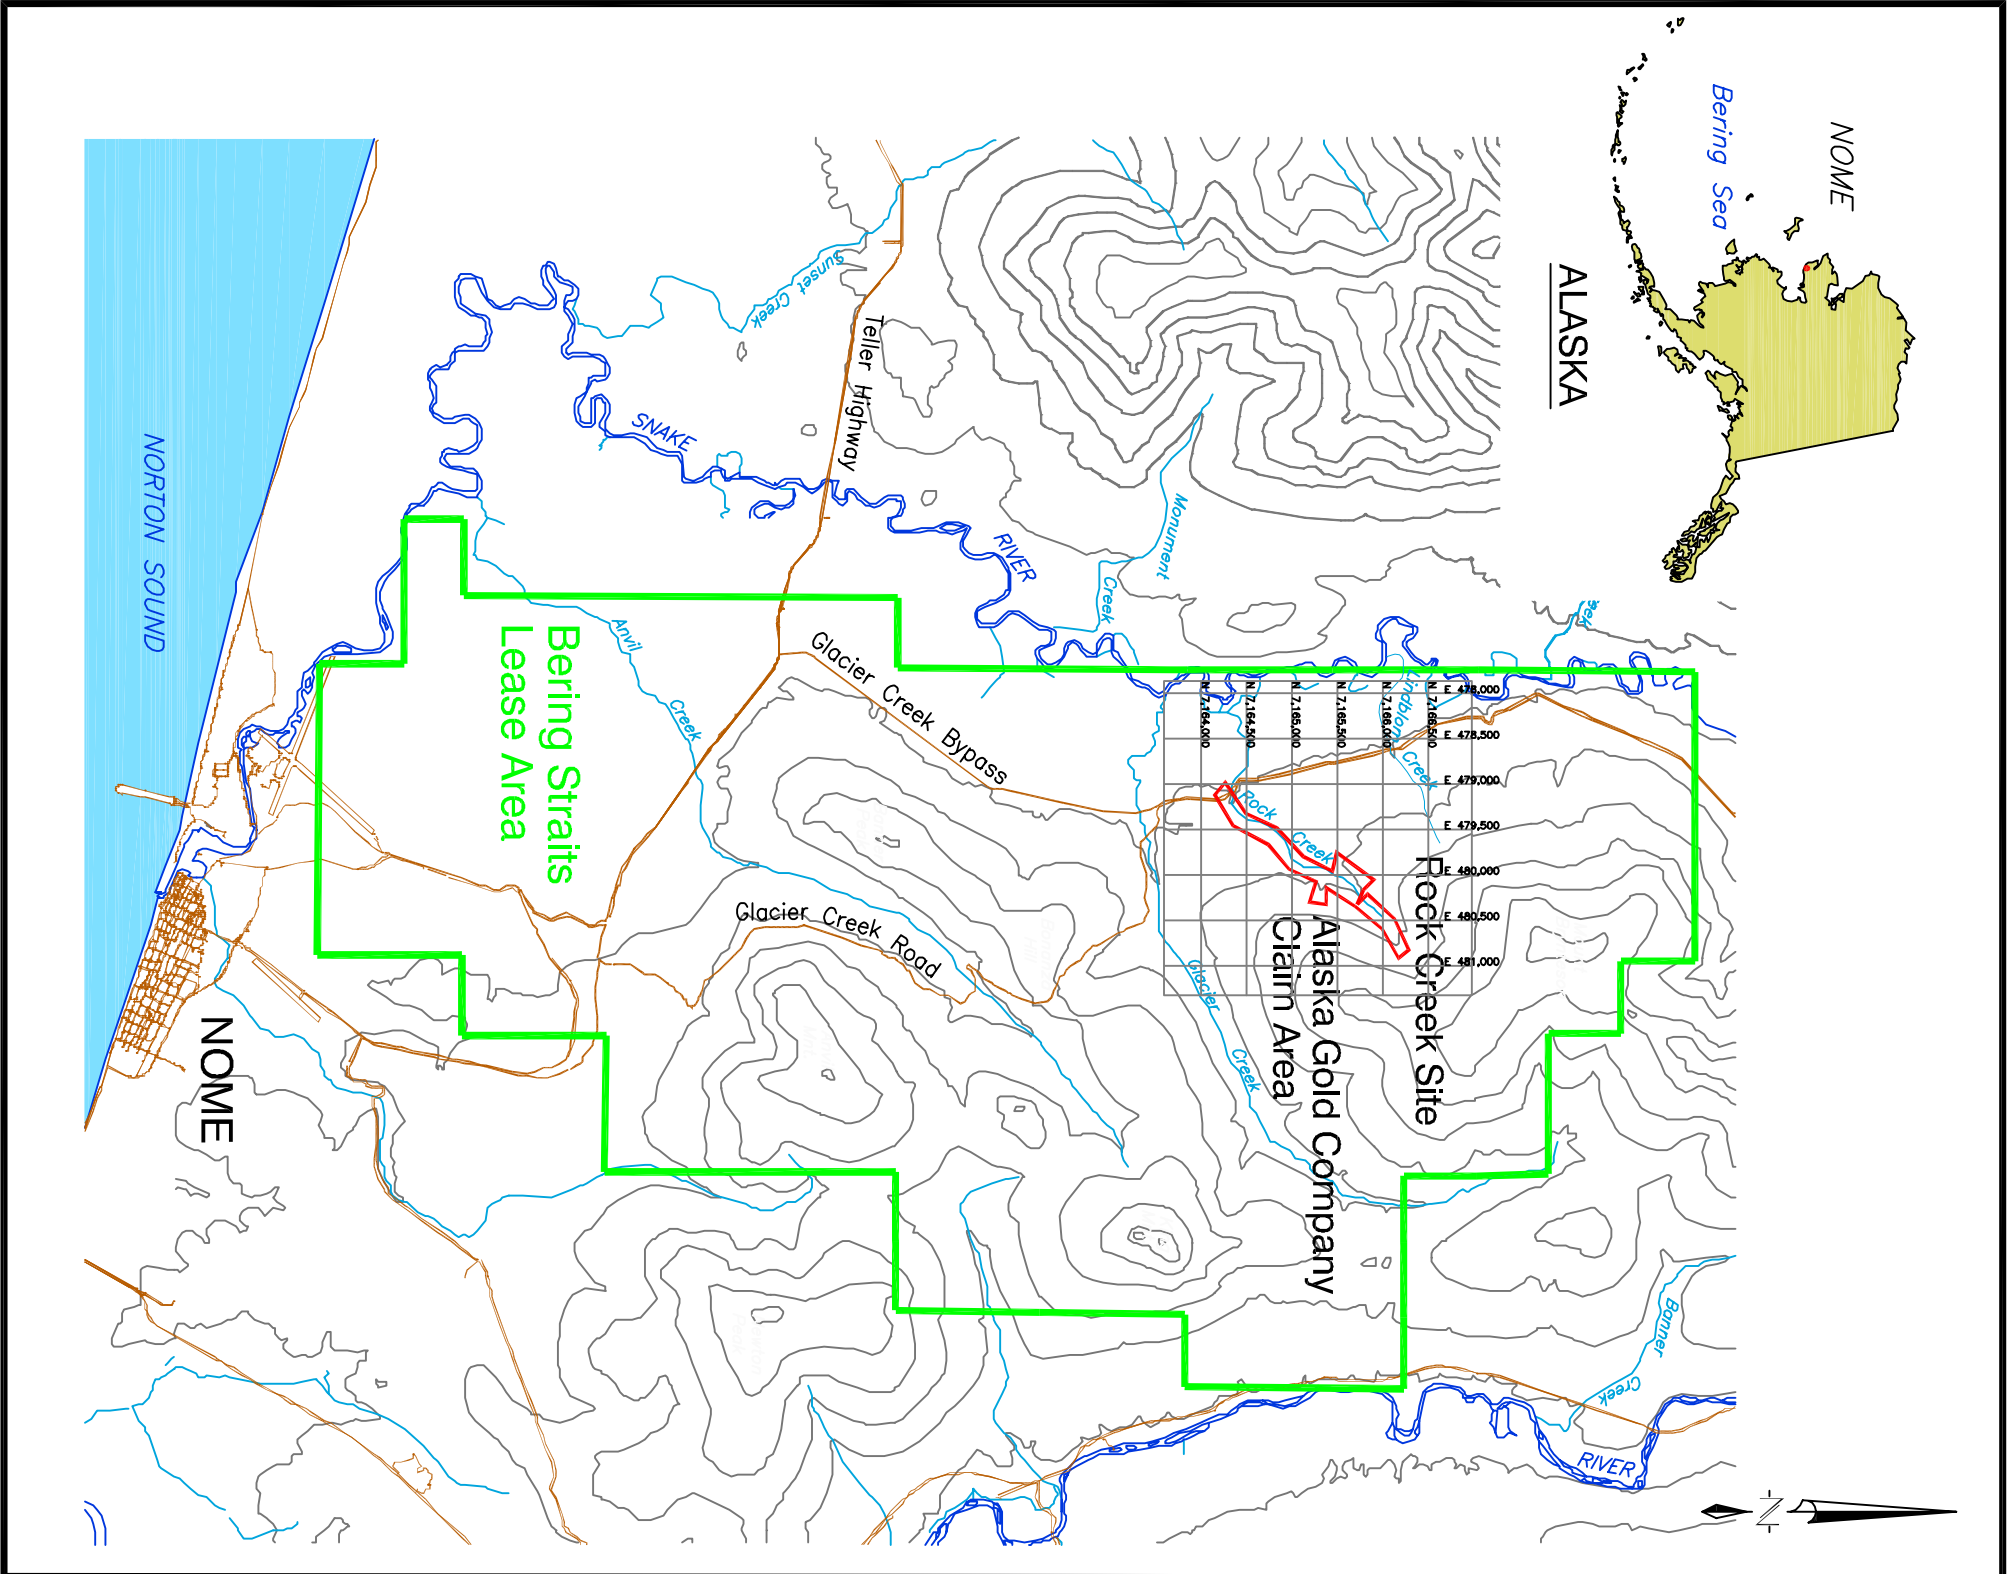 NOME
Bering Sea
ALASKA
Sunset Creek
Teller Highway
SNAKE
RIVER
Monument
Creek
NORTON SOUND
Anvil
Creek
Bering Straits
Lease Area
Glacier Creek Bypass
Glacier Creek Road
Lindblom
Creek
E 478,000
E 478,500
E 479,000
E 479,500
E 480,000
E 480,500
E 481,000
N 7,164,000
N 7,164,500
N 7,165,000
N 7,165,500
N 7,166,000
N 7,166,500
Rock
Creek
Rock Creek Site
Alaska Gold Company
Claim Area
Glacier
Creek
NOME
Banner
Creek
RIVER
N